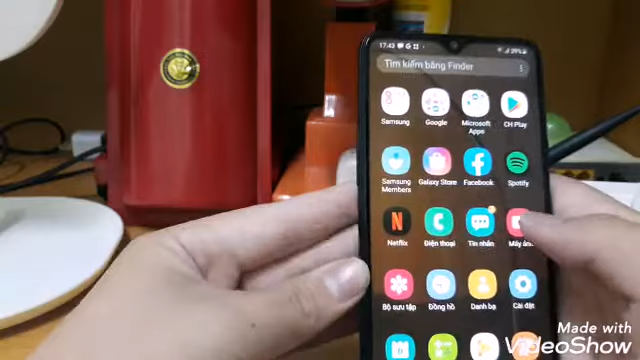 17:43
29%
Tìm kiếm bằng Finder
Samsung
Google
Microsoft Apps
CH Play
Samsung Members
Galaxy Store
Facebook
Spotify
Netflix
Điện thoại
Tin nhắn
Máy ảnh
Bộ sưu tập
Đồng hồ
Danh bạ
Cài đặt
Made with
VideoShow